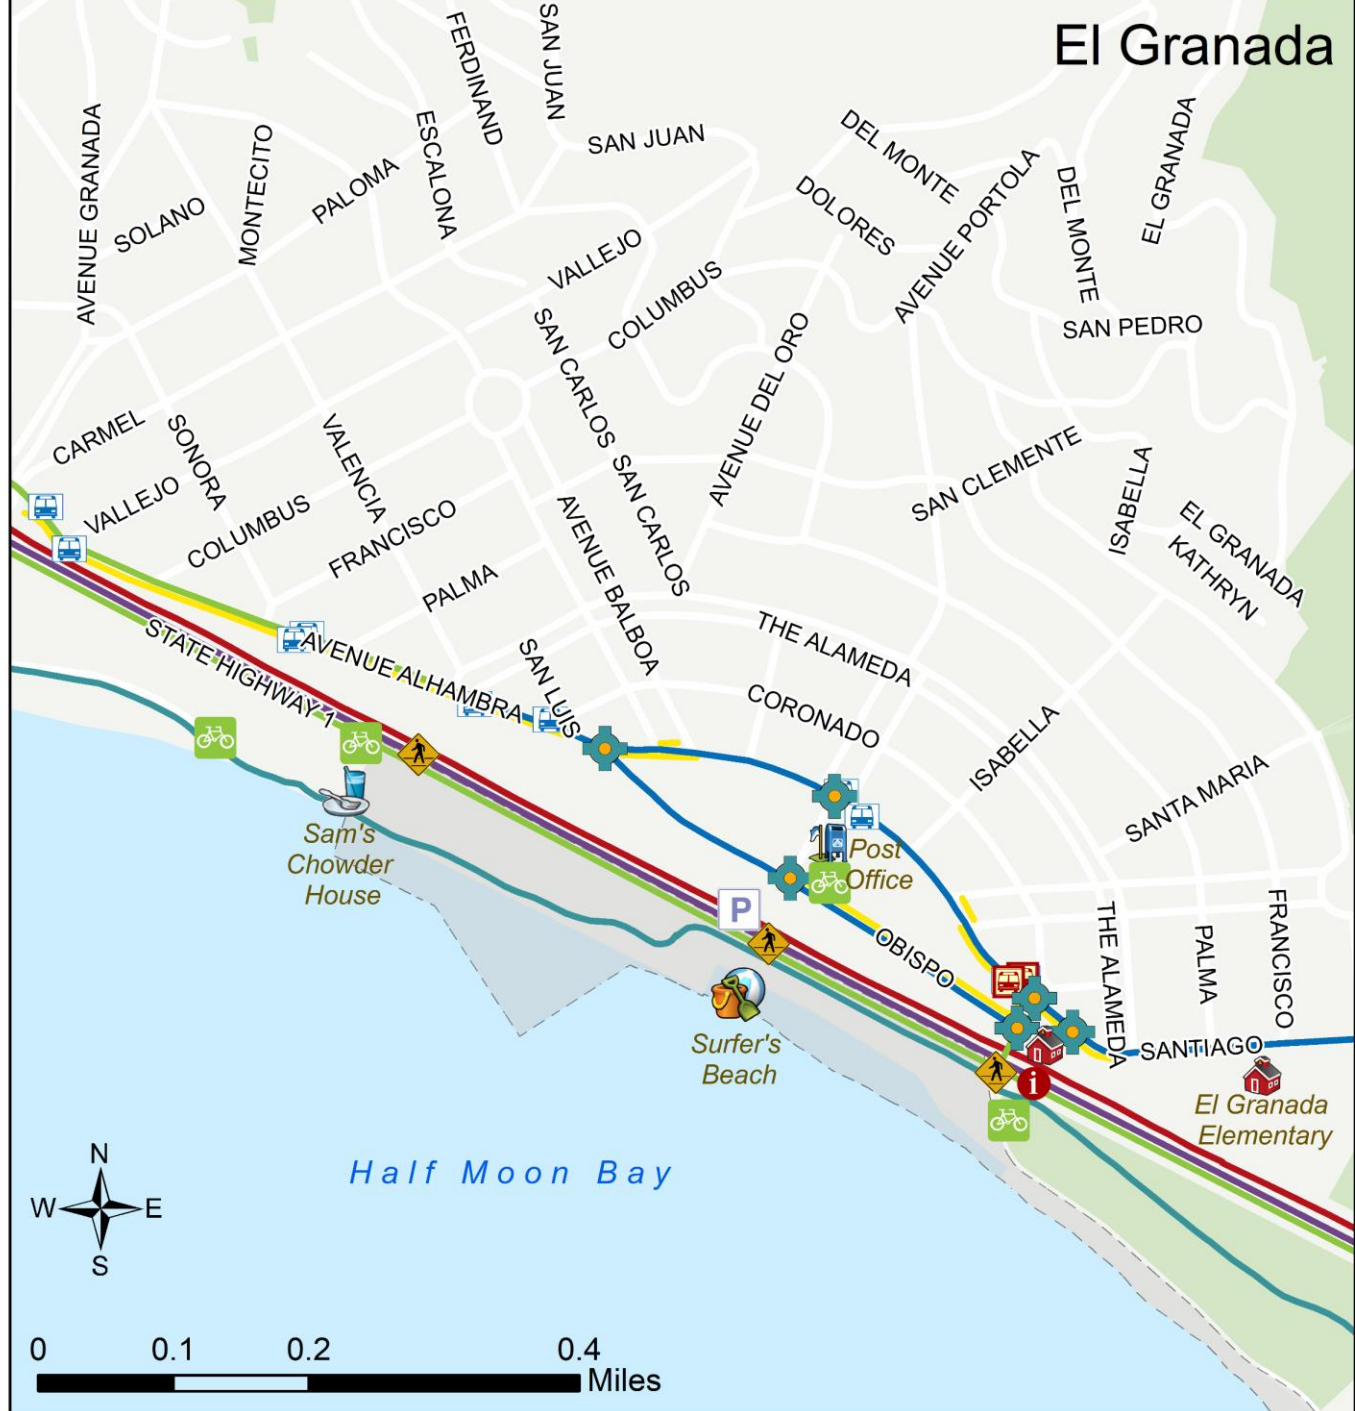 El Granada
FERDINAND
SAN JUAN
SAN JUAN
AVENUE GRANADA
SOLANO
MONTECITO
PALOMA
ESCALONA
DEL MONTE
DOLORES
AVENUE PORTOLA
DEL MONTE
EL GRANADA
VALLEJO
COLUMBUS
SAN PEDRO
SAN CARLOS
AVENUE DEL ORO
CARMEL
SONORA
VALENCIA
VALLEJO
COLUMBUS
FRANCISCO
PALMA
SAN CARLOS
AVENUE BALBOA
SAN CLEMENTE
ISABELLA
EL GRANADA
KATHRYN
STATE HIGHWAY 1
AVENUE ALHAMBRA
SAN LUIS
THE ALAMEDA
CORONADO
ISABELLA
SANTA MARIA
Sam's
Chowder
House
Post
Office
P
OBISPO
THE ALAMEDA
PALMA
FRANCISCO
SANTIAGO
Surfer's
Beach
i
El Granada
Elementary
Half Moon Bay
N
W E
S
0 0.1 0.2 0.4
Miles